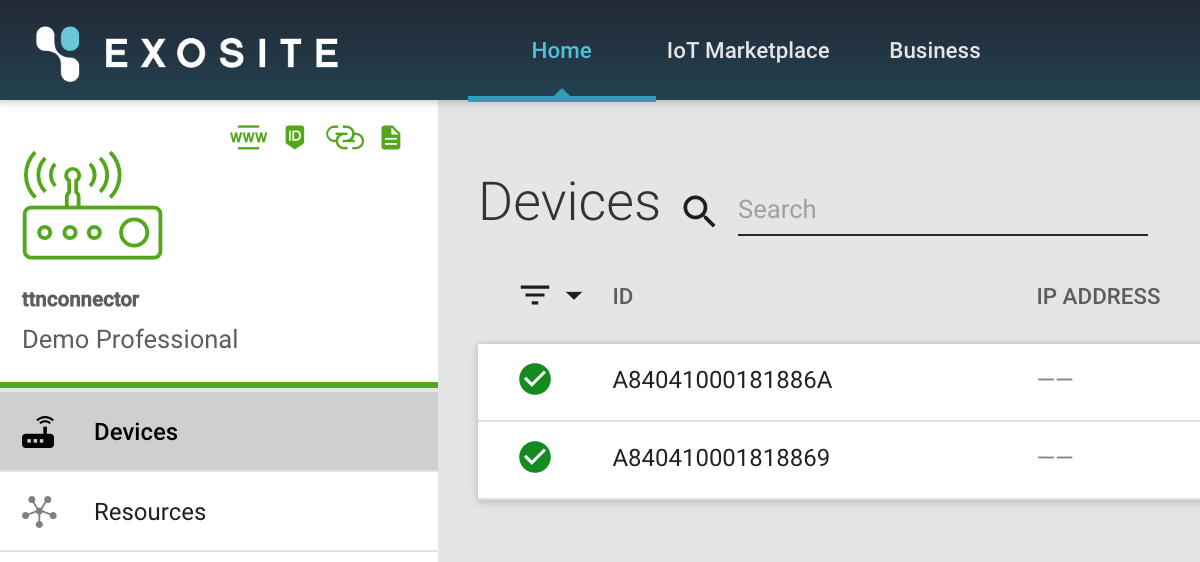 EXOSITE
Home
IoT Marketplace
Business
WWW
ID
ttnconnector
Demo Professional
Devices
Resources
Devices
Search
ID
IP ADDRESS
A84041000181886A
——
A840410001818869
——